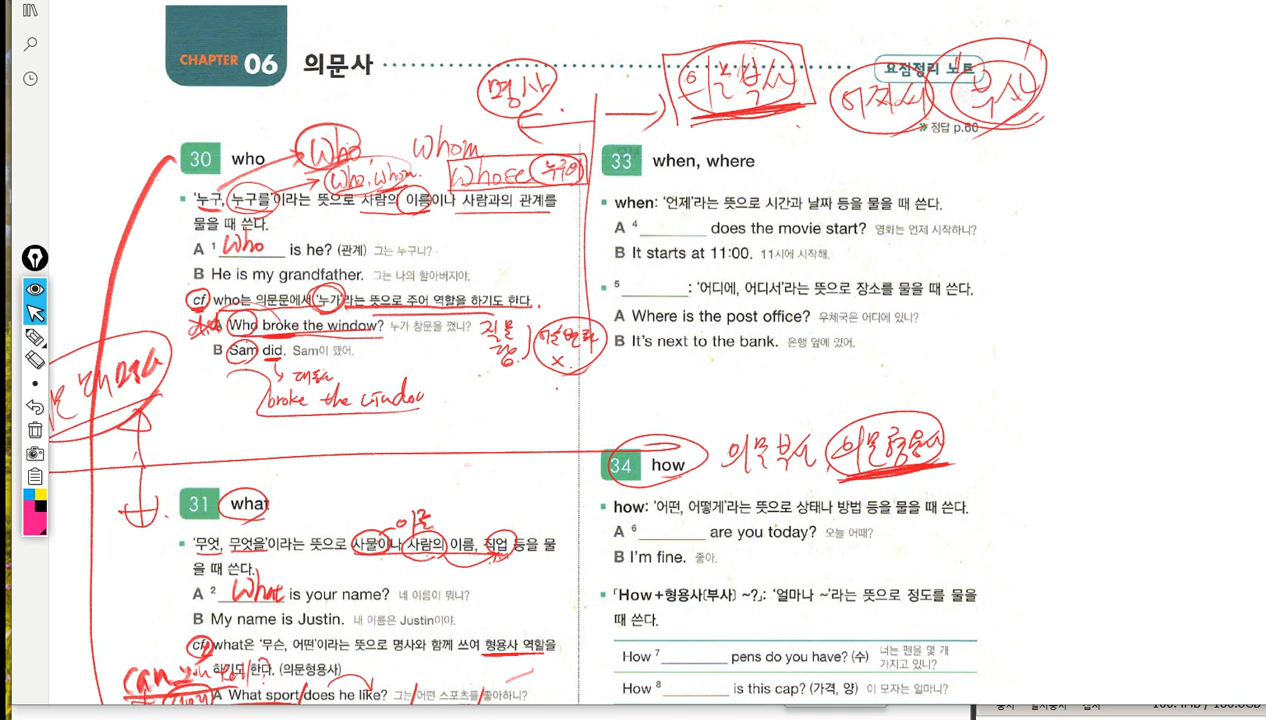 CHAPTER 06 의문사
요점정리 노트
정답 p.60
명사
의문부사
어찌씨
부사
30 who
Who
whom
who, whom.
whose 누구의
'누구, 누구를'이라는 뜻으로 사람의 이름이나 사람과의 관계를
물을 때 쓴다.
A ¹ Who is he? (관계) 그는 누구니?
B He is my grandfather. 그는 나의 할아버지야.
cf who는 의문문에서 '누가'라는 뜻으로 주어 역할을 하기도 한다.
A Who broke the window? 누가 창문을 깼니?
B Sam did. Sam이 깼어.
대동사
broke the window
31 what
이름
'무엇, 무엇을'이라는 뜻으로 사물이나 사람의 이름, 직업 등을 물
을 때 쓴다.
A ² What is your name? 네 이름이 뭐니?
B My name is Justin. 내 이름은 Justin이야.
cf what은 '무슨, 어떤'이라는 뜻으로 명사와 함께 쓰여 형용사 역할을
하기도 한다. (의문형용사)
can you
A What sport does he like? 그는 어떤 스포츠를 좋아하니?
33 when, where
when: '언제'라는 뜻으로 시간과 날짜 등을 물을 때 쓴다.
A ⁴ ________ does the movie start? 영화는 언제 시작하니?
B It starts at 11:00. 11시에 시작해.
⁵ ________ : '어디에, 어디서'라는 뜻으로 장소를 물을 때 쓴다.
A Where is the post office? 우체국은 어디에 있니?
B It's next to the bank. 은행 옆에 있어.
34 how
의문부사, 의문형용사
how: '어떤, 어떻게'라는 뜻으로 상태나 방법 등을 물을 때 쓴다.
A ⁶ ________ are you today? 오늘 어때?
B I'm fine. 좋아.
「How+형용사[부사] ~?」: '얼마나 ~'라는 뜻으로 정도를 물을
때 쓴다.
How ⁷ ________ pens do you have? (수) 너는 펜을 몇 개
가지고 있니?
How ⁸ ________ is this cap? (가격, 양) 이 모자는 얼마니?